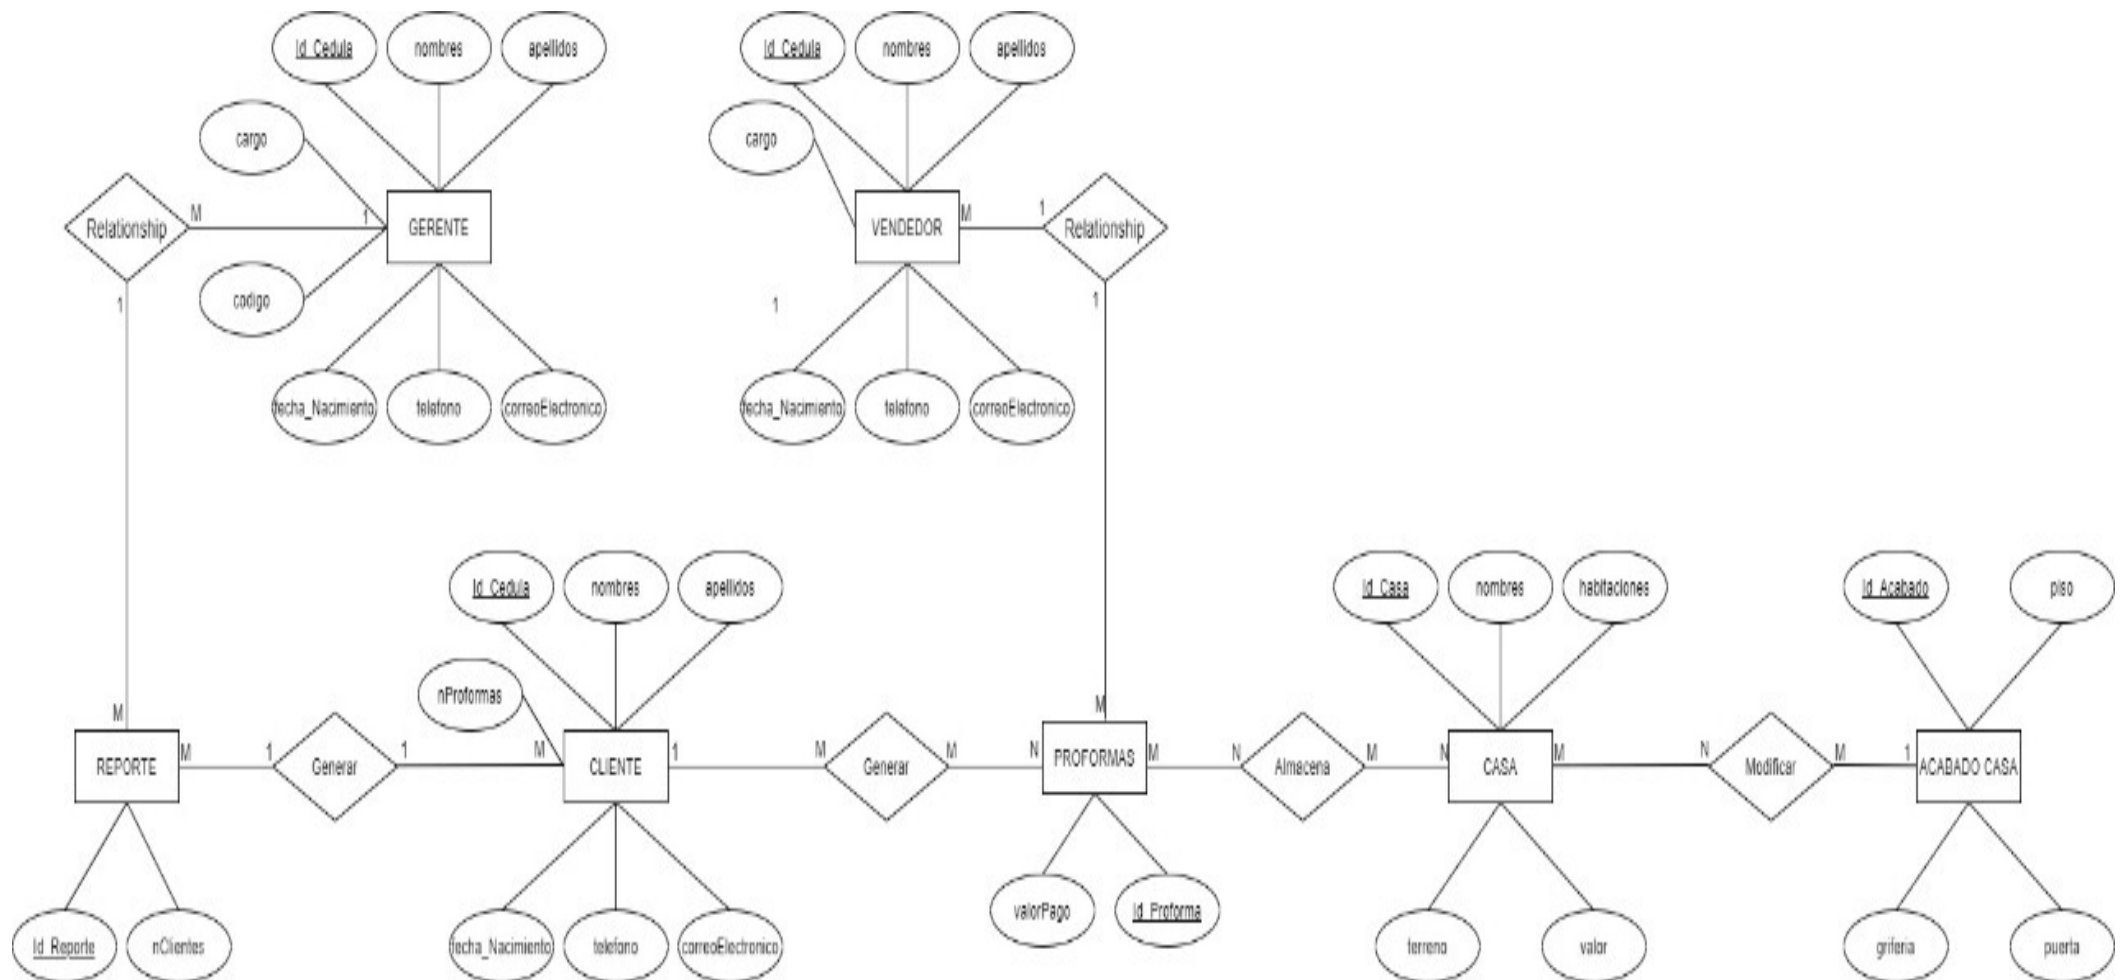 Id_Cedula
nombres
apellidos
Id_Cedula
nombres
apellidos
cargo
cargo
Relationship
M
1
GERENTE
VENDEDOR
M
1
Relationship
1
codigo
1
1
fecha_Nacimiento
telefono
correoElectronico
fecha_Nacimiento
telefono
correoElectronico
Id_Cedula
nombres
apellidos
Id_Casa
nombres
habitaciones
Id_Acabado
piso
nProformas
M
M
REPORTE
M
1
Generar
1
M
CLIENTE
1
M
Generar
M
N
PROFORMAS
M
N
Almacena
M
N
CASA
M
N
Modificar
M
1
ACABADO CASA
valorPago
Id_Proforma
Id_Reporte
nClientes
fecha_Nacimiento
telefono
correoElectronico
terreno
valor
griferia
puerta